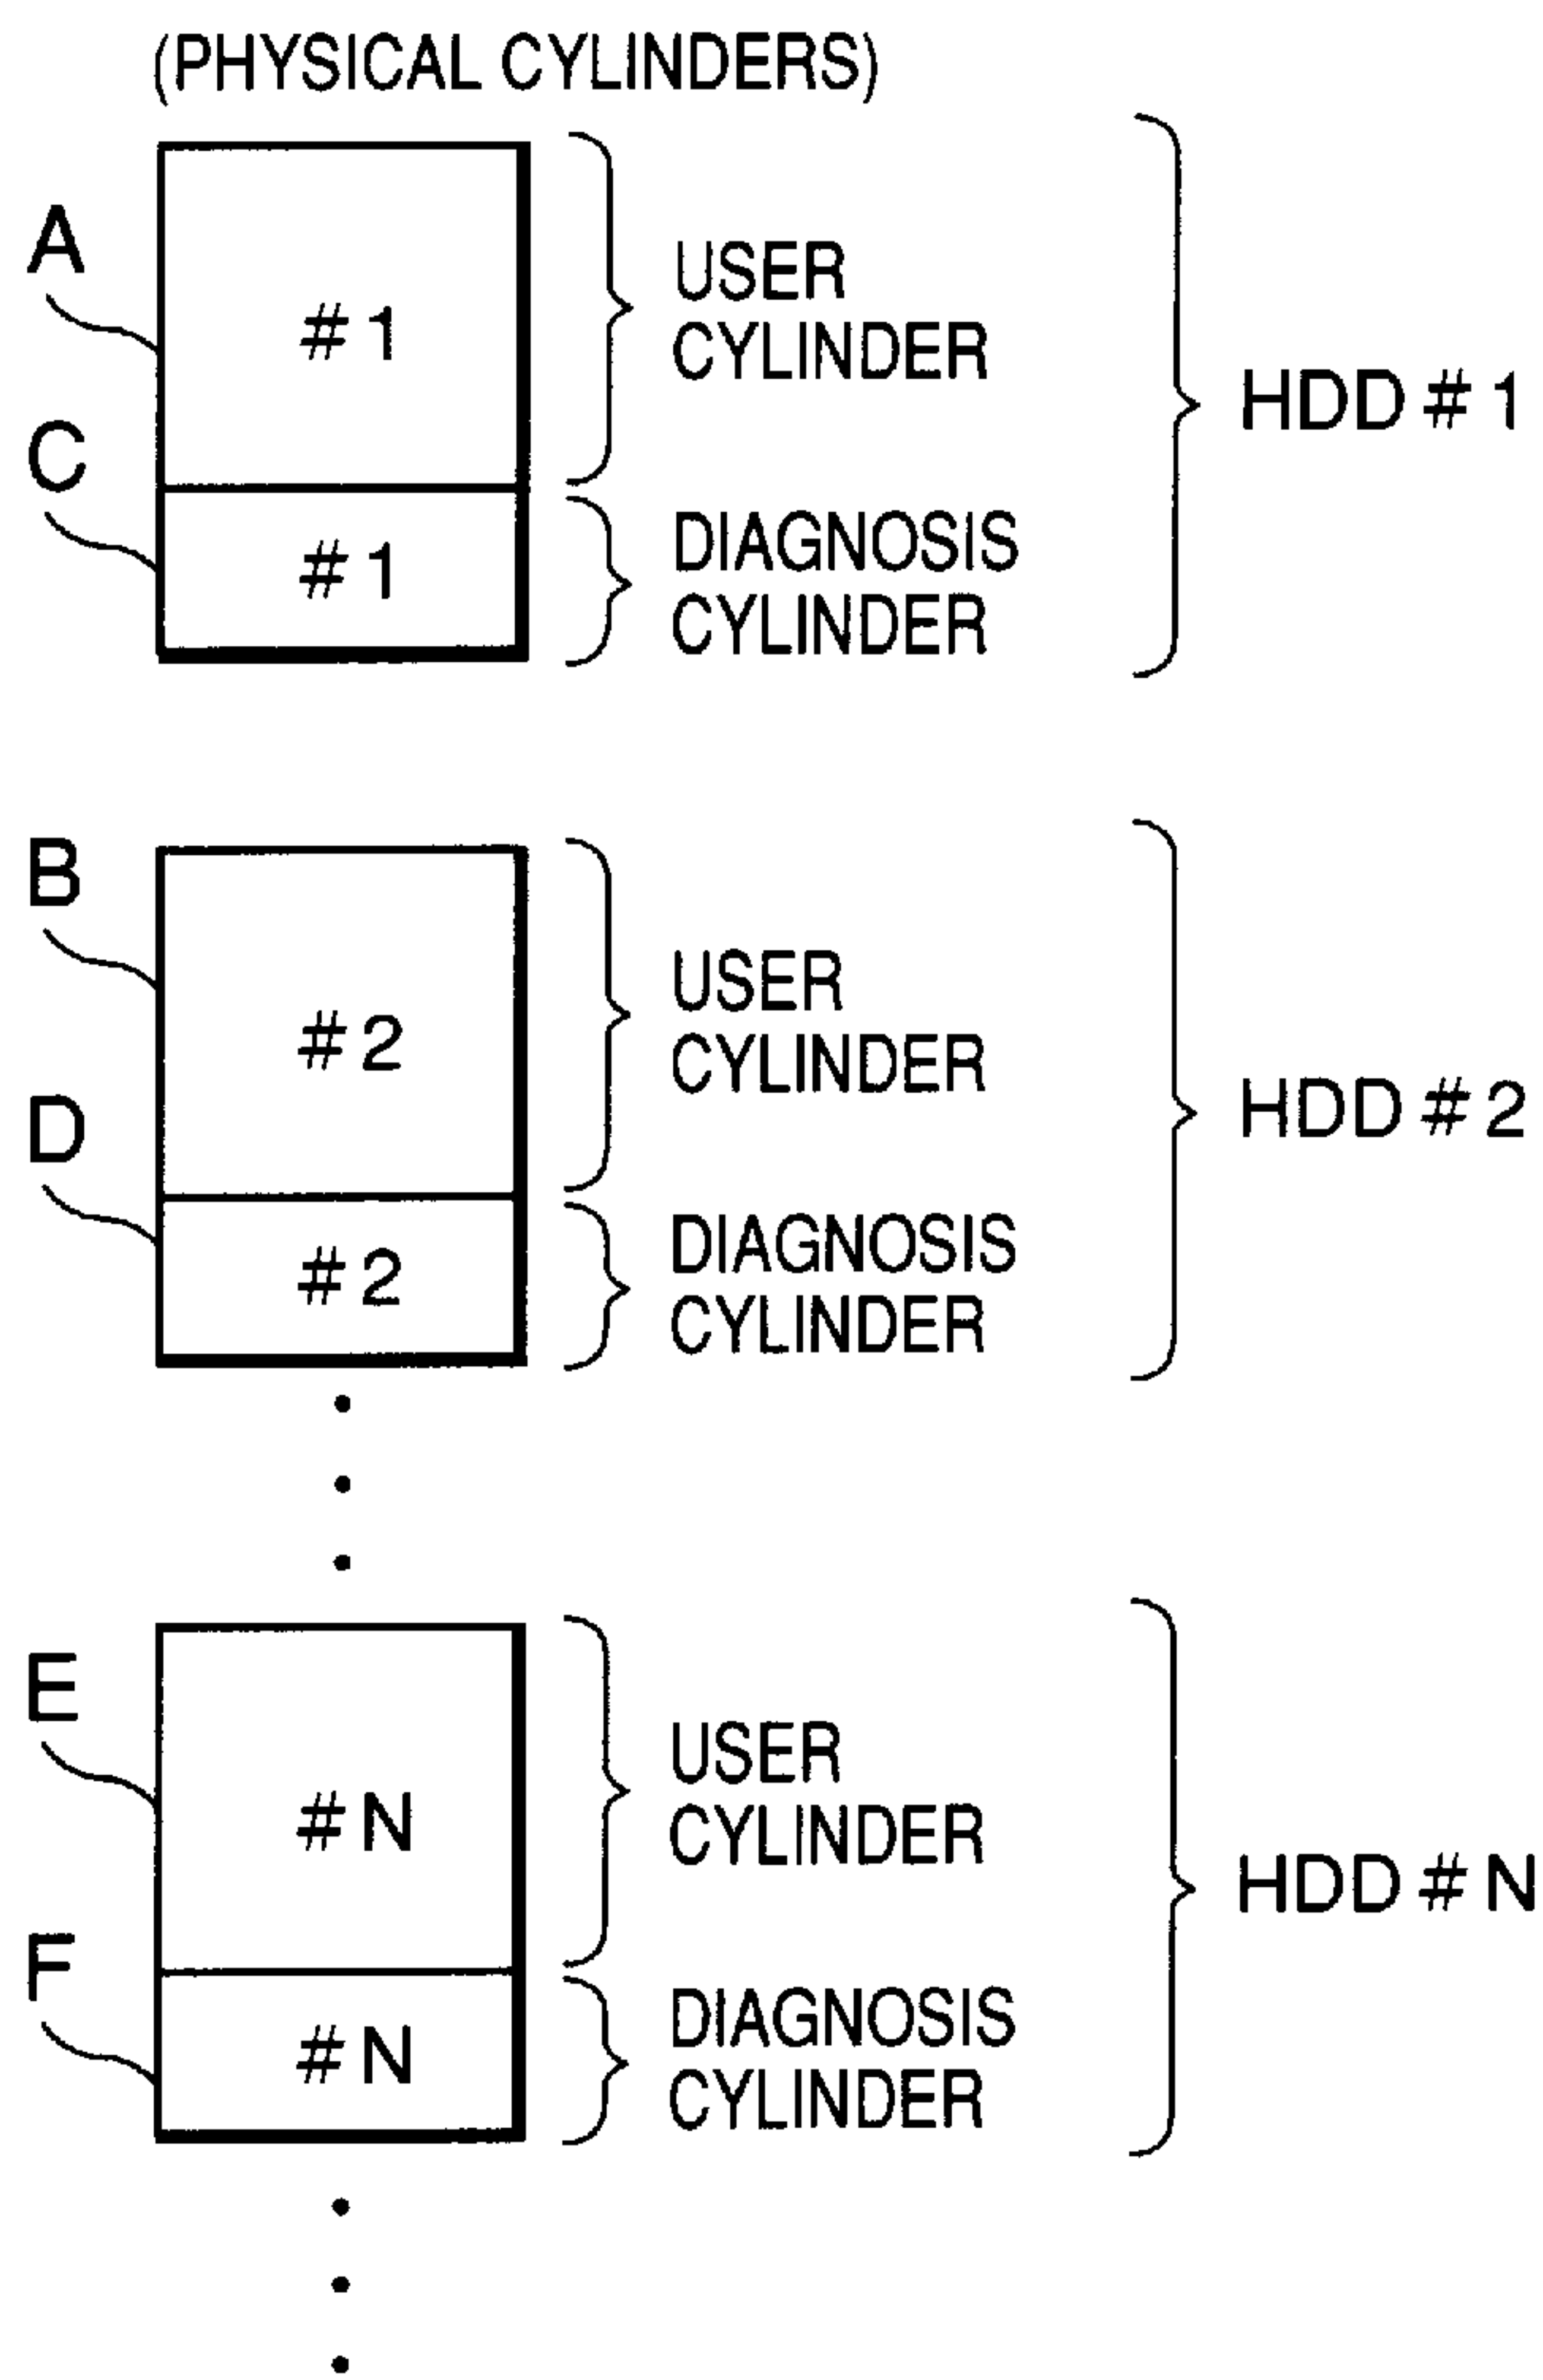 (PHYSICAL CYLINDERS)
A
#1
USER
CYLINDER
HDD #1
C
#1
DIAGNOSIS
CYLINDER
B
#2
USER
CYLINDER
HDD #2
D
#2
DIAGNOSIS
CYLINDER
E
#N
USER
CYLINDER
HDD #N
F
#N
DIAGNOSIS
CYLINDER